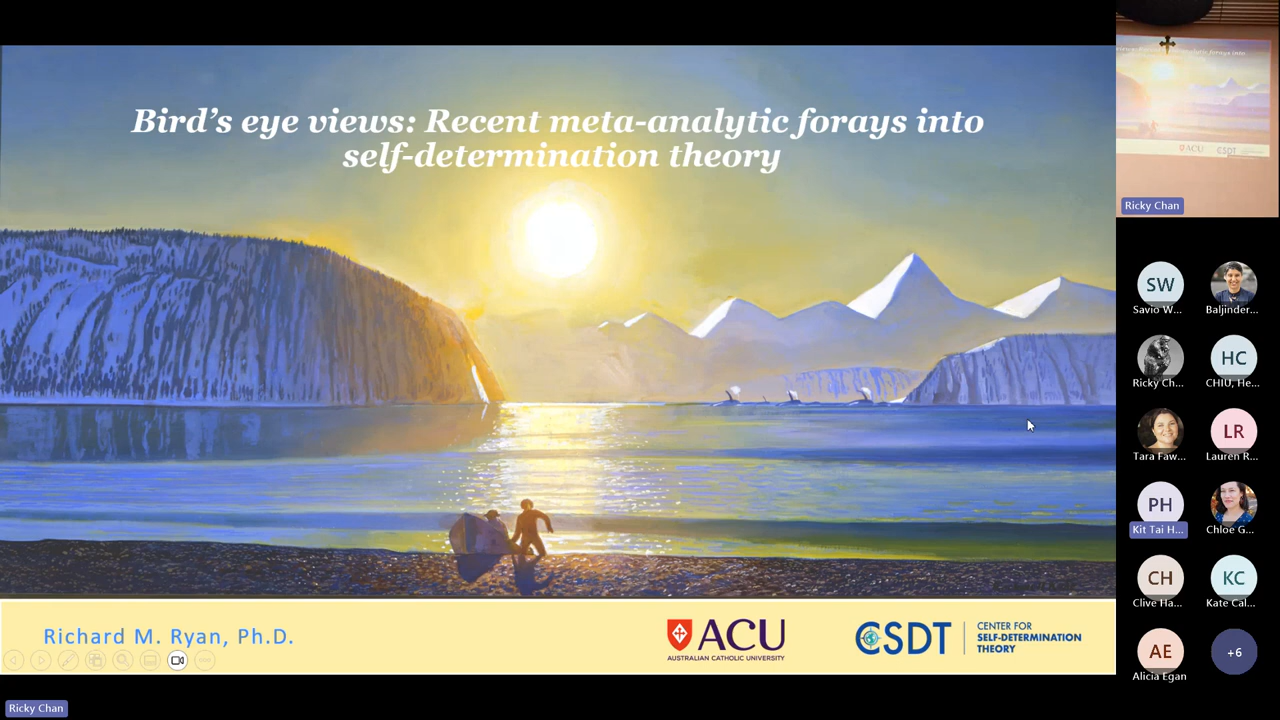 Bird's eye views: Recent meta-analytic forays into
self-determination theory
Richard M. Ryan, Ph.D.
ACU
AUSTRALIAN CATHOLIC UNIVERSITY
CSDT
CENTER FOR
SELF-DETERMINATION
THEORY
Ricky Chan
ACU
CSDT
Ricky Chan
SW
Savio W...
Baljinder...
Ricky Ch...
HC
CHIU, He...
Tara Faw...
LR
Lauren R...
PH
Kit Tai H...
Chloe G...
CH
Clive Ha...
KC
Kate Cal...
AE
Alicia Egan
+6